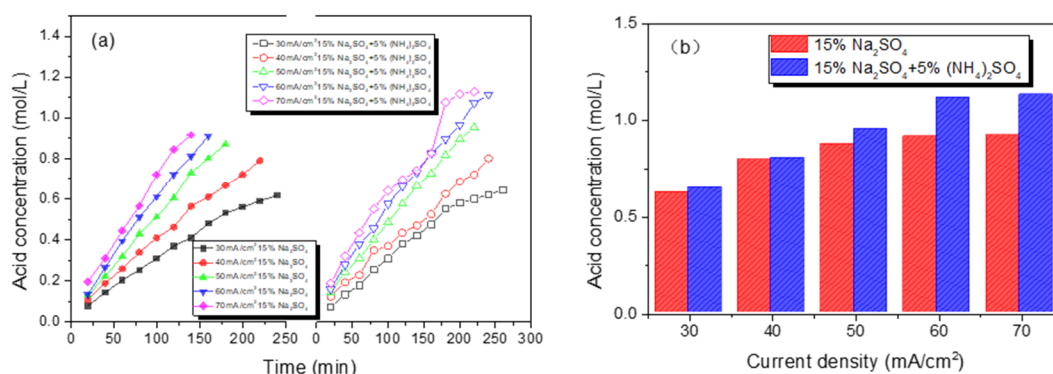 (a)
1.4
1.2
1.0
0.8
0.6
0.4
0.2
0.0
Acid concentration (mol/L)
30mA/cm² 15% Na₂SO₄+5% (NH₄)₂SO₄
40mA/cm² 15% Na₂SO₄+5% (NH₄)₂SO₄
50mA/cm² 15% Na₂SO₄+5% (NH₄)₂SO₄
60mA/cm² 15% Na₂SO₄+5% (NH₄)₂SO₄
70mA/cm² 15% Na₂SO₄+5% (NH₄)₂SO₄
30mA/cm² 15% Na₂SO₄
40mA/cm² 15% Na₂SO₄
50mA/cm² 15% Na₂SO₄
60mA/cm² 15% Na₂SO₄
70mA/cm² 15% Na₂SO₄
0 50 100 150 200 250 0 50 100 150 200 250 300
Time (min)
(b)
1.5
1.0
0.5
0.0
Acid concentration (mol/L)
15% Na₂SO₄
15% Na₂SO₄+5% (NH₄)₂SO₄
30 40 50 60 70
Current density (mA/cm²)